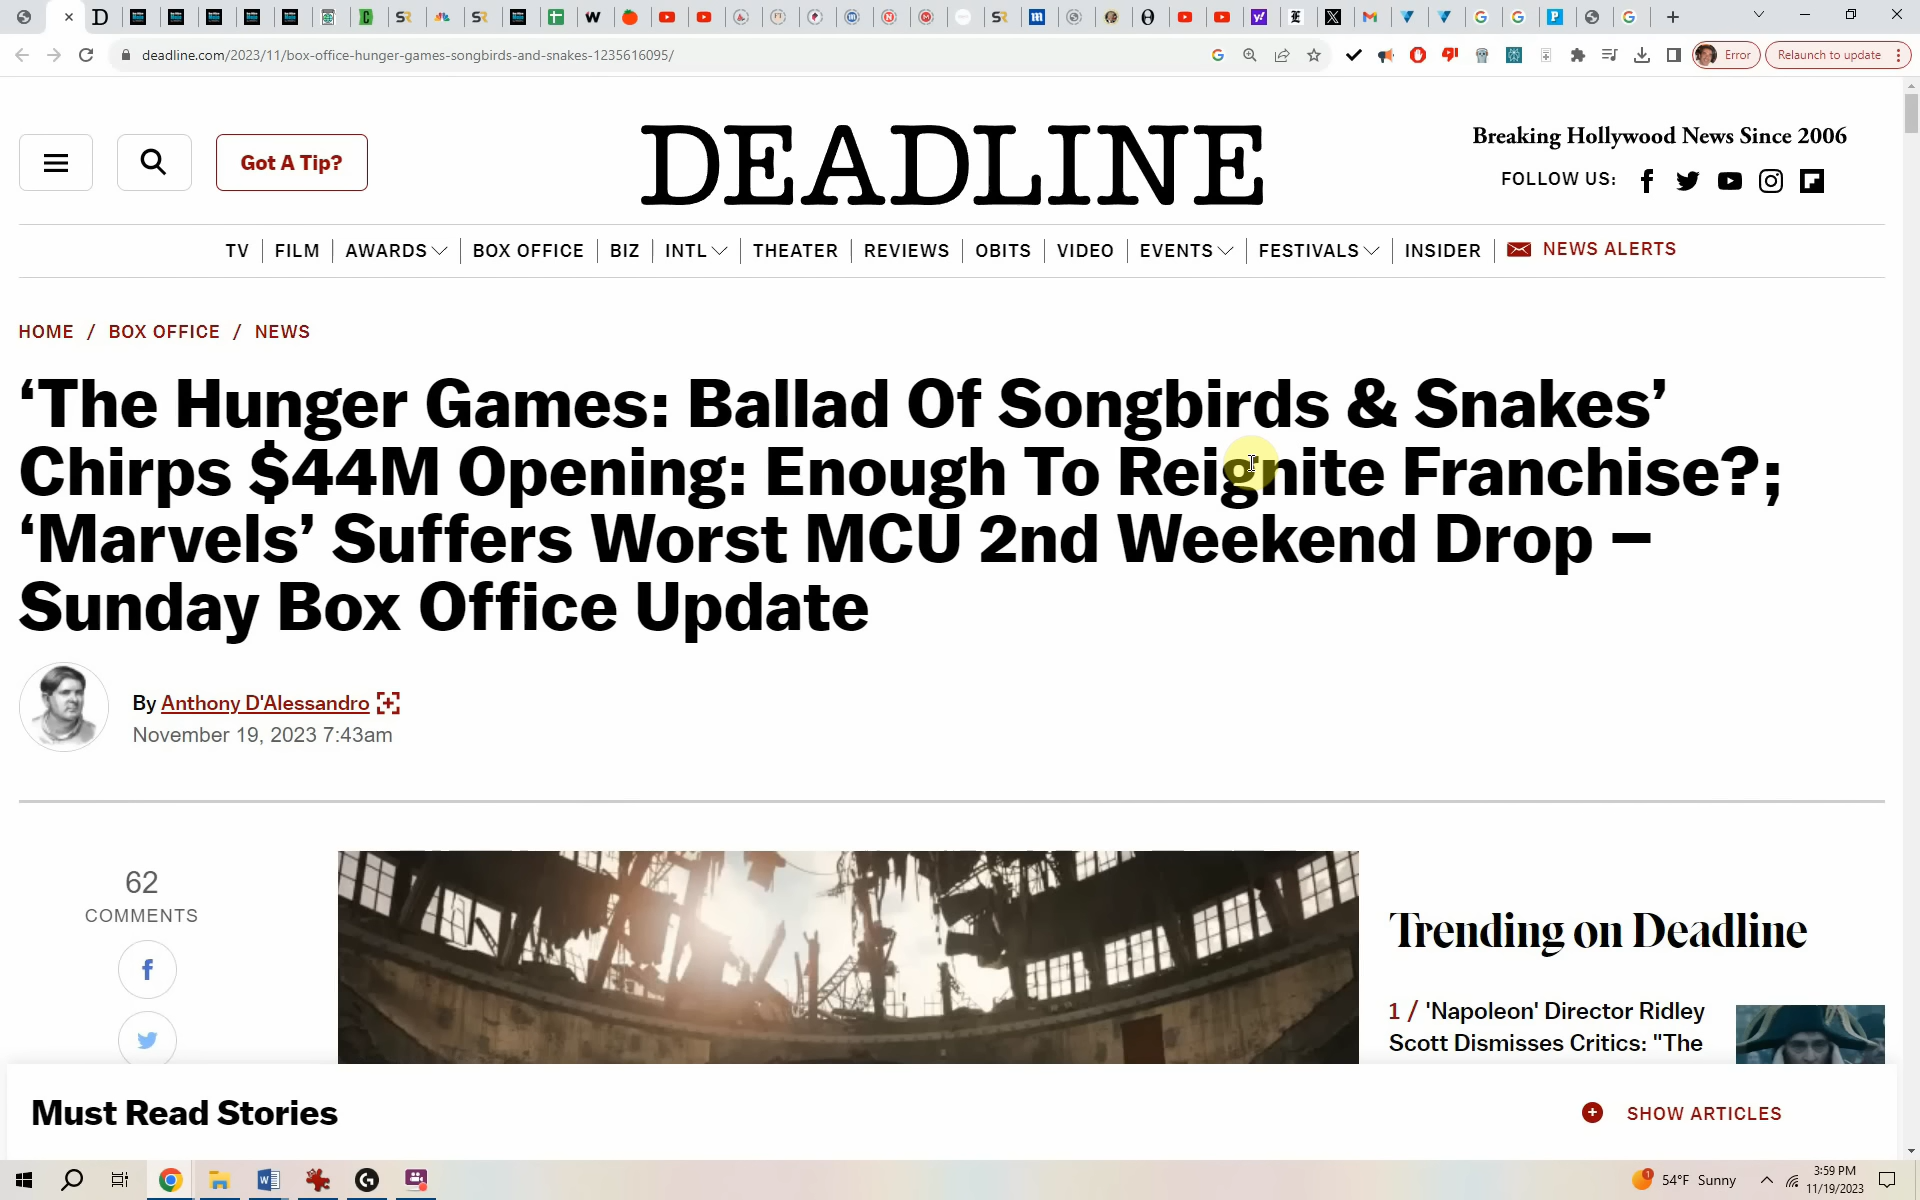 deadline.com/2023/11/box-office-hunger-games-songbirds-and-snakes-1235616095/
Error
Relaunch to update
Got A Tip?
DEADLINE
Breaking Hollywood News Since 2006
FOLLOW US:
TV
FILM
AWARDS
BOX OFFICE
BIZ
INTL
THEATER
REVIEWS
OBITS
VIDEO
EVENTS
FESTIVALS
INSIDER
NEWS ALERTS
HOME / BOX OFFICE / NEWS
‘The Hunger Games: Ballad Of Songbirds & Snakes’
Chirps $44M Opening: Enough To Reignite Franchise?;
‘Marvels’ Suffers Worst MCU 2nd Weekend Drop –
Sunday Box Office Update
By Anthony D'Alessandro
November 19, 2023 7:43am
62
COMMENTS
Trending on Deadline
1 / 'Napoleon' Director Ridley
Scott Dismisses Critics: "The
Must Read Stories
SHOW ARTICLES
54°F Sunny
3:59 PM
11/19/2023